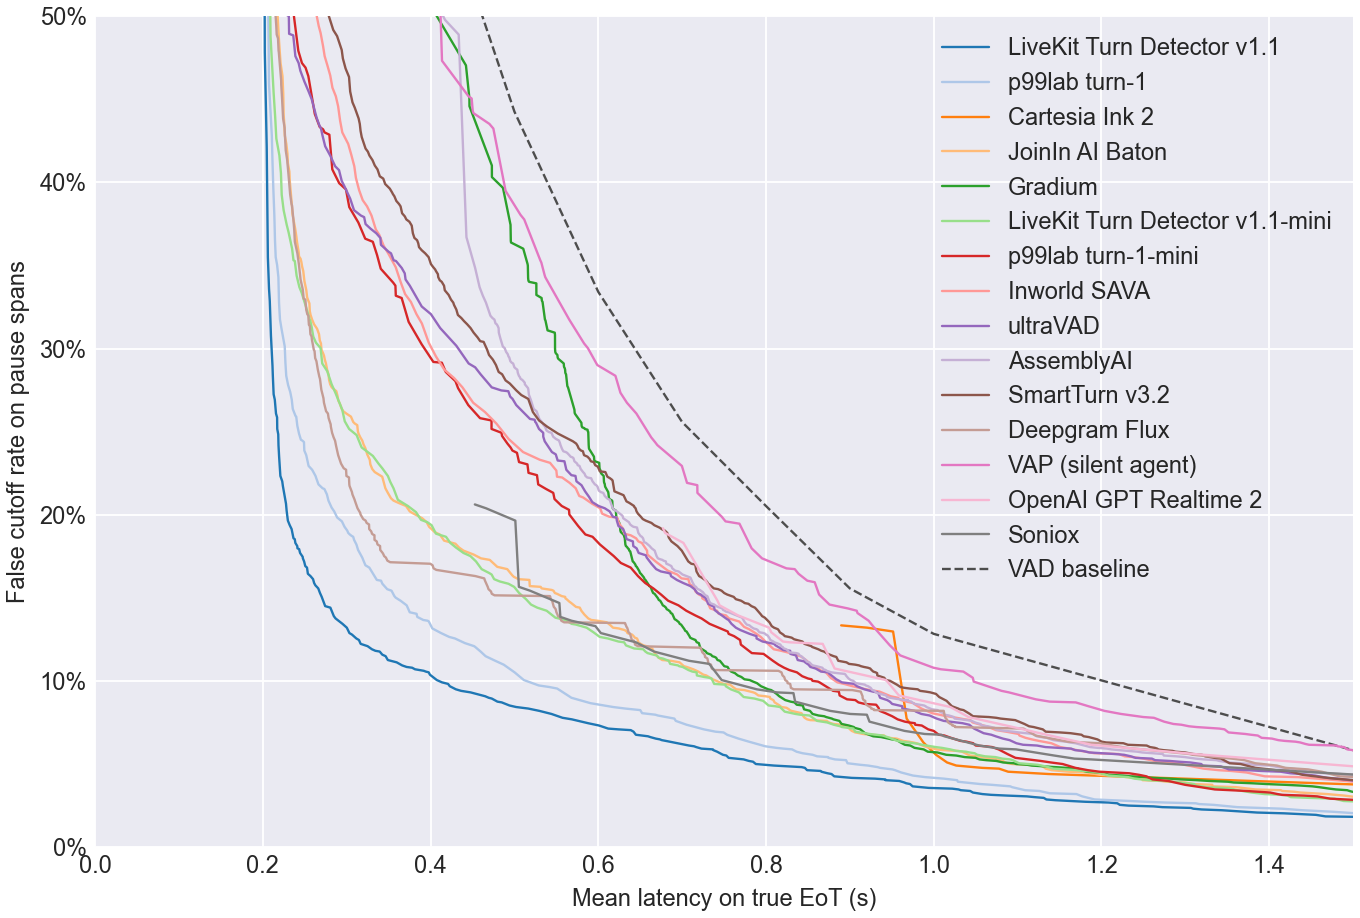 50%
40%
30%
20%
10%
0%
False cutoff rate on pause spans
LiveKit Turn Detector v1.1
p99lab turn-1
Cartesia Ink 2
JoinIn AI Baton
Gradium
LiveKit Turn Detector v1.1-mini
p99lab turn-1-mini
Inworld SAVA
ultraVAD
AssemblyAI
SmartTurn v3.2
Deepgram Flux
VAP (silent agent)
OpenAI GPT Realtime 2
Soniox
VAD baseline
0.0 0.2 0.4 0.6 0.8 1.0 1.2 1.4
Mean latency on true EoT (s)